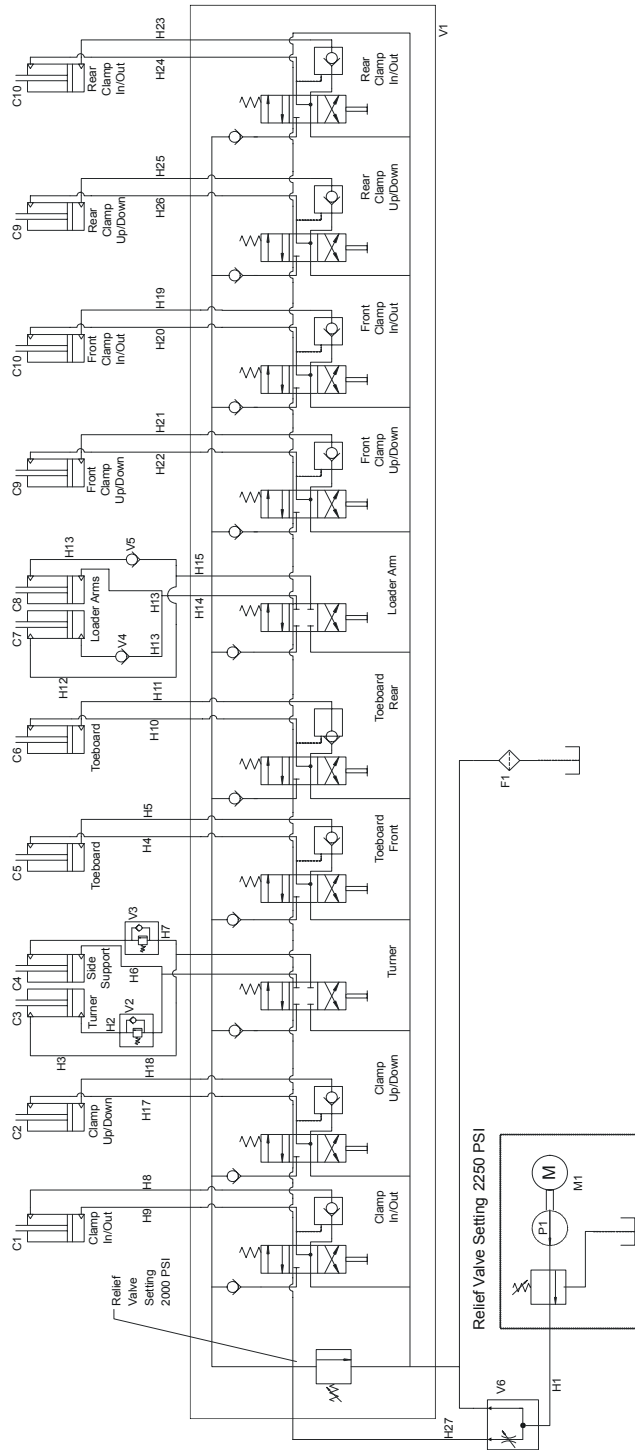 C10
Rear
Clamp
In/Out
H23
H24
C9
Rear
Clamp
Up/Down
H25
H26
C10
Front
Clamp
In/Out
H19
H20
C9
Front
Clamp
Up/Down
H21
H22
C7
C8
Loader Arms
H13
V5
H13
V4
H13
H12
H15
H14
C6
Toeboard
H11
H10
C5
Toeboard
H5
H4
C3
C4
Turner
Side
Support
V3
H7
H6
H2
V2
H3
H18
C2
Clamp
Up/Down
H17
C1
Clamp
In/Out
H8
H9
Relief
Valve
Setting
2000 PSI
V1
Rear
Clamp
In/Out
Rear
Clamp
Up/Down
Front
Clamp
In/Out
Front
Clamp
Up/Down
Loader Arm
Toeboard
Rear
Toeboard
Front
Turner
Clamp
Up/Down
Clamp
In/Out
F1
Relief Valve Setting 2250 PSI
M
M1
P1
V6
H1
H27